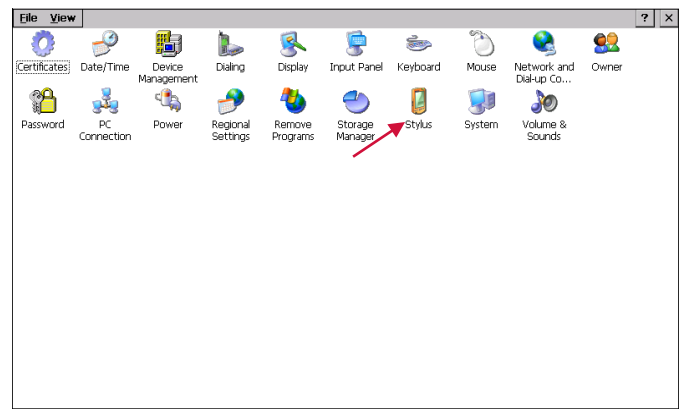 File View ? ×
Certificates Date/Time Device Management Dialing Display Input Panel Keyboard Mouse Network and Dial-up Co... Owner
Password PC Connection Power Regional Settings Remove Programs Storage Manager Stylus System Volume & Sounds